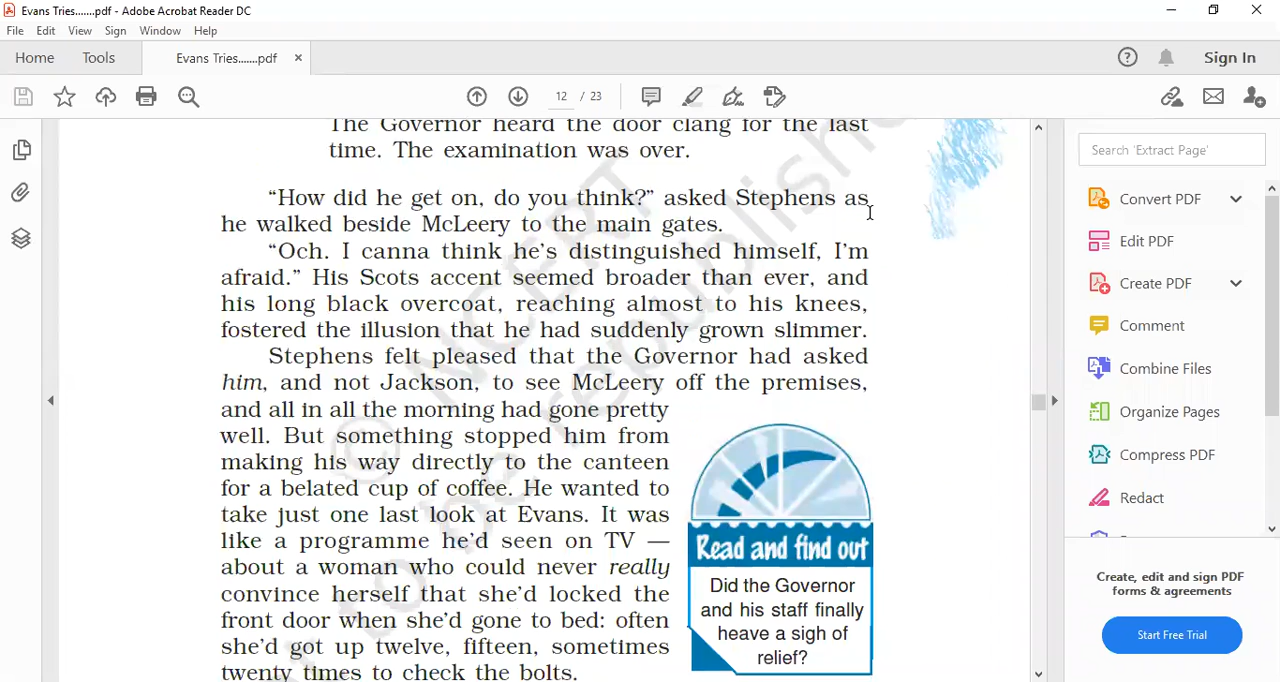 Evans Tries.......pdf - Adobe Acrobat Reader DC
File Edit View Sign Window Help
Home Tools Evans Tries.......pdf × Sign In
12 / 23
The Governor heard the door clang for the last
time. The examination was over.
“How did he get on, do you think?” asked Stephens as
he walked beside McLeery to the main gates.
“Och. I canna think he’s distinguished himself, I’m
afraid.” His Scots accent seemed broader than ever, and
his long black overcoat, reaching almost to his knees,
fostered the illusion that he had suddenly grown slimmer.
Stephens felt pleased that the Governor had asked
him, and not Jackson, to see McLeery off the premises,
and all in all the morning had gone pretty
well. But something stopped him from
making his way directly to the canteen
for a belated cup of coffee. He wanted to
take just one last look at Evans. It was
like a programme he’d seen on TV —
about a woman who could never really
convince herself that she’d locked the
front door when she’d gone to bed: often
she’d got up twelve, fifteen, sometimes
twenty times to check the bolts.
Read and find out
Did the Governor
and his staff finally
heave a sigh of
relief?
© NCERT
to be republished
Search 'Extract Page'
Convert PDF
Edit PDF
Create PDF
Comment
Combine Files
Organize Pages
Compress PDF
Redact
Create, edit and sign PDF
forms & agreements
Start Free Trial